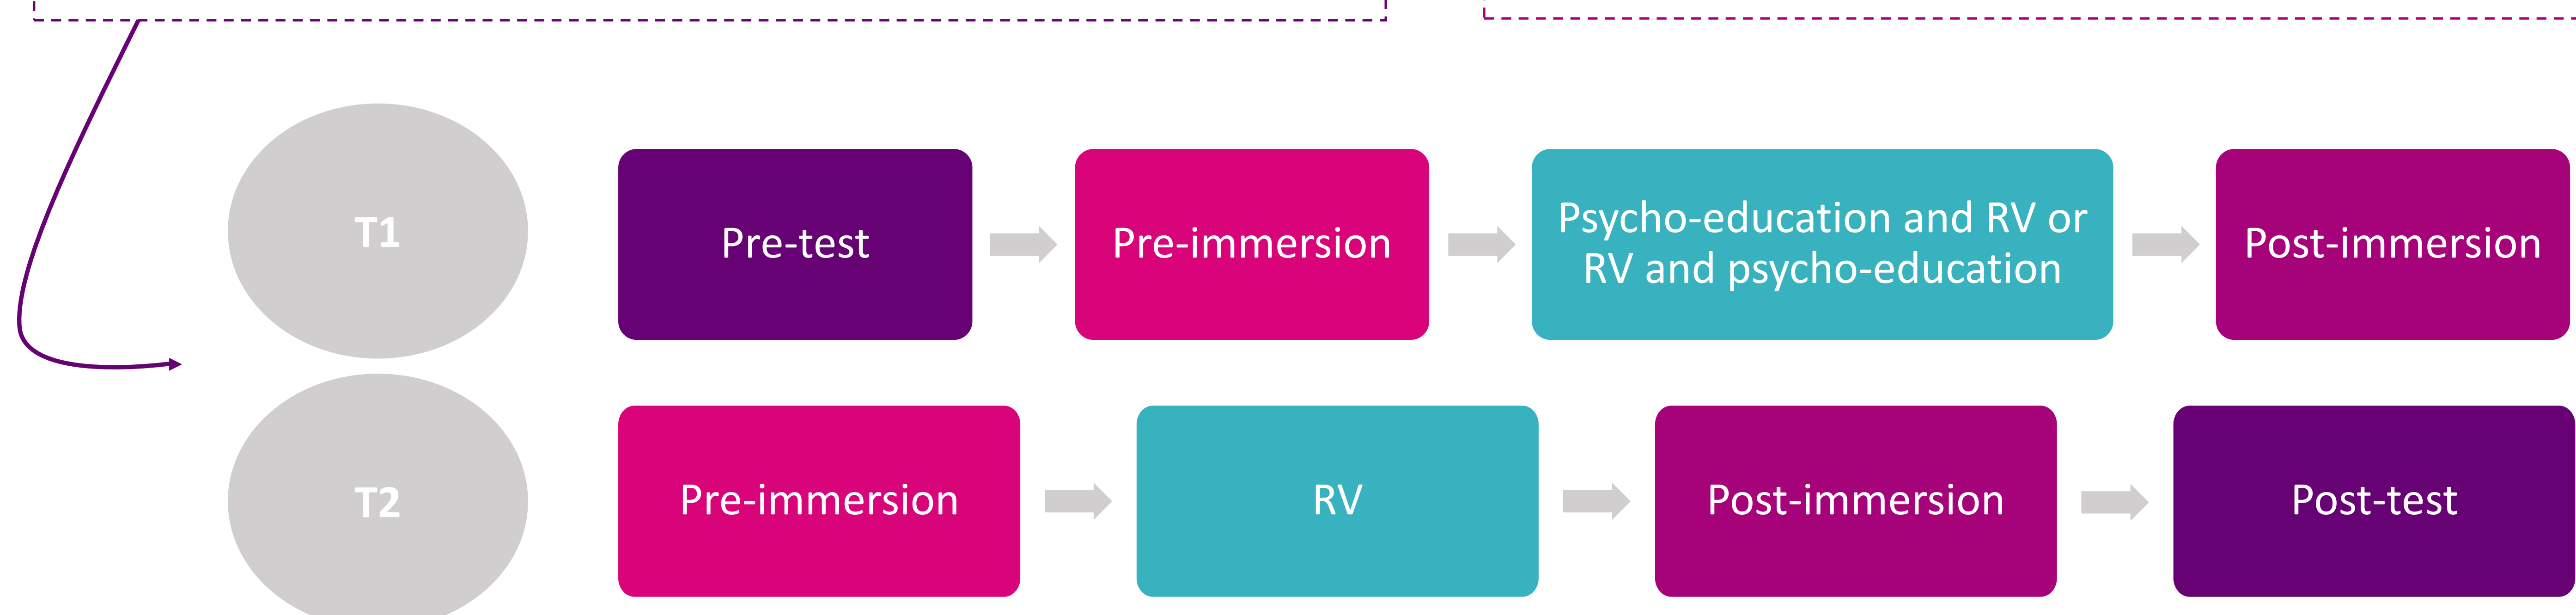 T1
Pre-test
Pre-immersion
Psycho-education and RV or
RV and psycho-education
Post-immersion
T2
Pre-immersion
RV
Post-immersion
Post-test